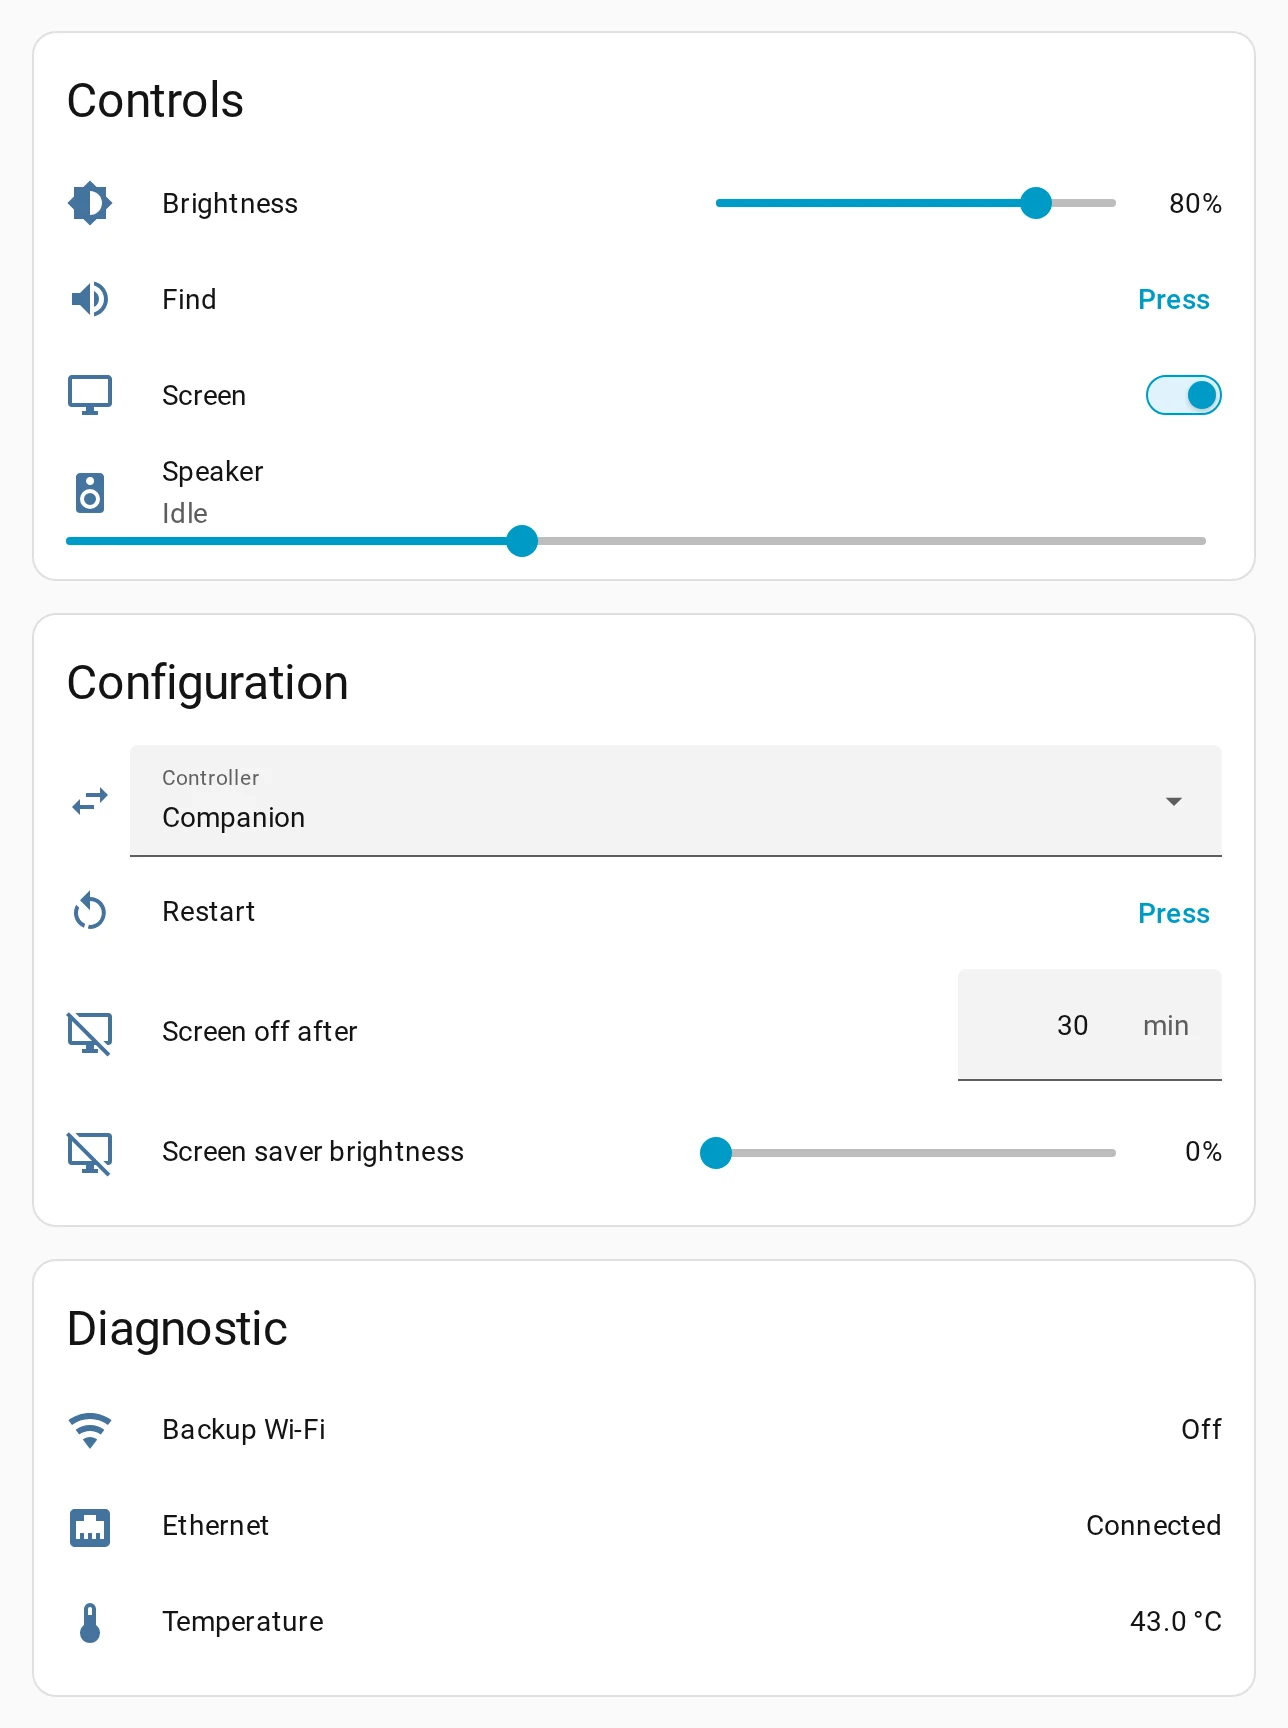 Controls
Brightness 80%
Find Press
Screen
Speaker
Idle
Configuration
Controller
Companion
Restart Press
Screen off after 30 min
Screen saver brightness 0%
Diagnostic
Backup Wi-Fi Off
Ethernet Connected
Temperature 43.0 °C